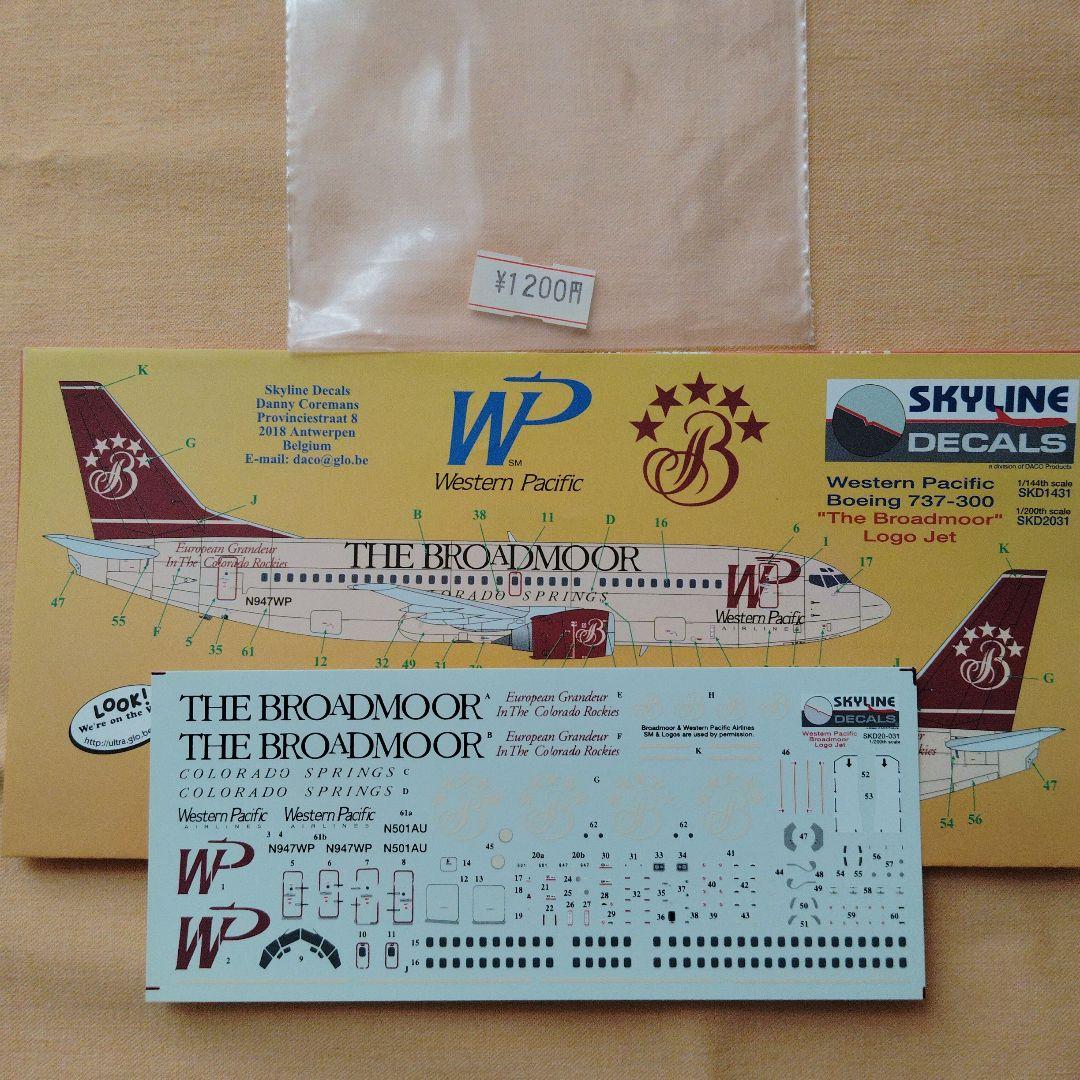 ¥1200円
Skyline Decals
Danny Coremans
Provinciestraat 8
2018 Antwerpen
Belgium
E-mail: daco@glo.be
WP
SM
Western Pacific
B
SKYLINE
DECALS
a division of DACO Products
Western Pacific
Boeing 737-300
"The Broadmoor"
Logo Jet
1/144th scale
SKD1431
1/200th scale
SKD2031
K
G
J
B
38
11
D
16
6
1
17
K
European Grandeur
In The Colorado Rockies
THE BROADMOOR
COLORADO SPRINGS
N947WP
WP
Western Pacific
AIRLINES
B
47
55
F
5
35
61
12
32
49
31
G
47
54
56
LOOK!
We're on the
http://ultra.glo.be
THE BROADMOOR A
THE BROADMOOR B
COLORADO SPRINGS C
COLORADO SPRINGS D
European Grandeur E
In The Colorado Rockies
European Grandeur F
In The Colorado Rockies
H
Broadmoor & Western Pacific Airlines
SM & Logos are used by permission.
K
G
SKYLINE
DECALS
Western Pacific
Broadmoor
Logo Jet
SKD20-031
1/200th scale
Western Pacific
AIRLINES
Western Pacific
AIRLINES
3 4
61a
N501AU
61b
N947WP N947WP N501AU
WP 1
WP 2
5 6 7 8
9
10 11
12 13
14
45
15
16
J
17
18
19
20a 20b 30 33 34 41
501 501 947 947
24
25
21
22
26 27
28
29
31
32
35
36
37
38
39
40
42
43
62 62
46
52
53
47
44 48
49
50
51
54 55
56
57
58
59 60